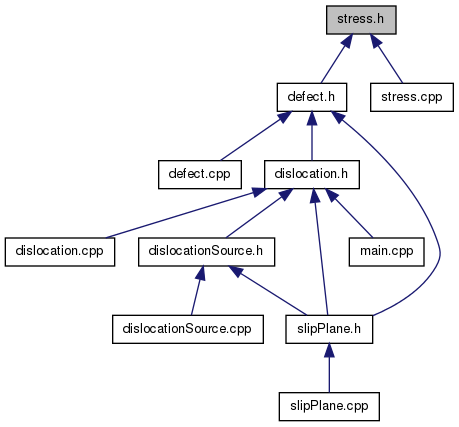 stress.h
defect.h
stress.cpp
defect.cpp
dislocation.h
dislocation.cpp
dislocationSource.h
main.cpp
dislocationSource.cpp
slipPlane.h
slipPlane.cpp